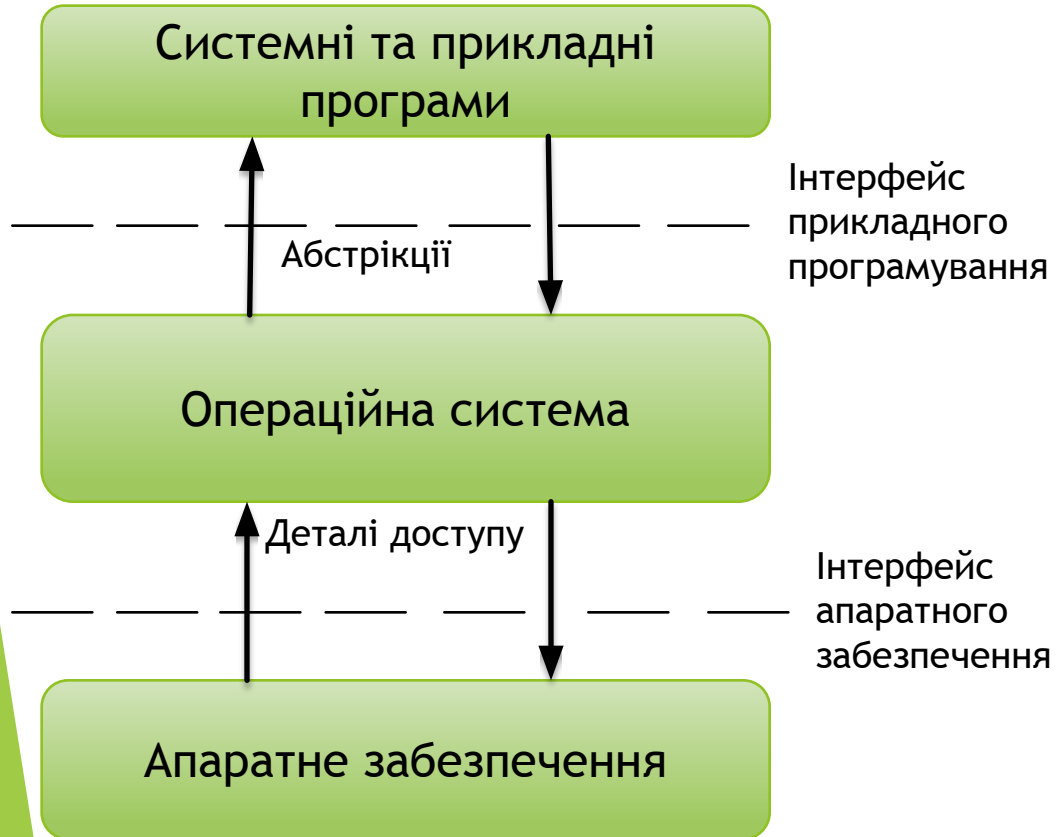 Системні та прикладні
програми
Інтерфейс
прикладного
програмування
Абстрікції
Операційна система
Деталі доступу
Інтерфейс
апаратного
забезпечення
Апаратне забезпечення